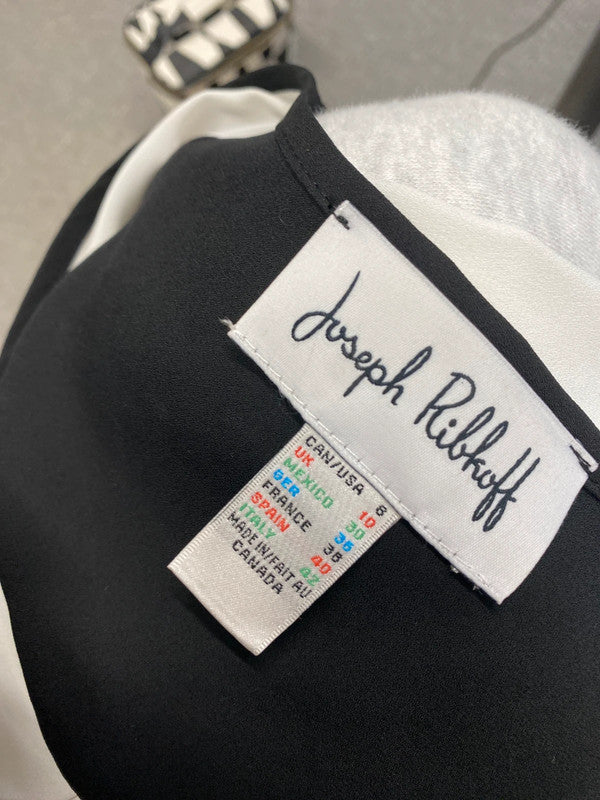 Joseph Ribkoff
CAN/USA 8
UK 10
MEXICO 30
GER 36
FRANCE 38
SPAIN 40
ITALY 42
MADE IN/FAIT AU
CANADA